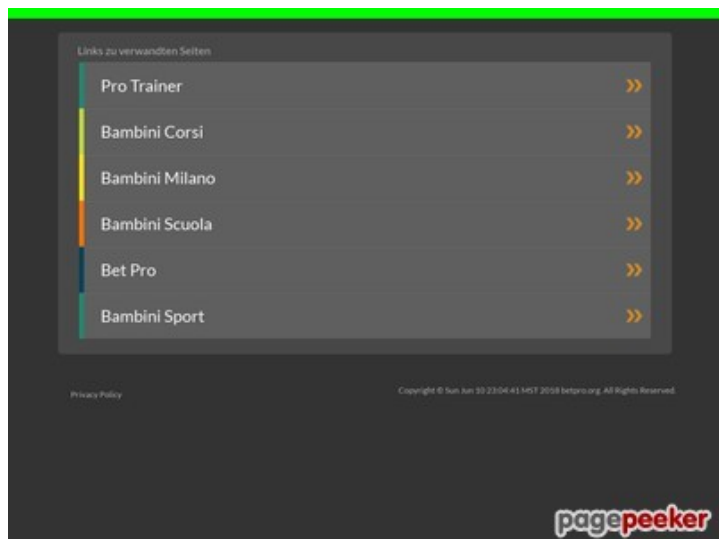 Links zu verwandten Seiten
Pro Trainer
Bambini Corsi
Bambini Milano
Bambini Scuola
Bet Pro
Bambini Sport
Privacy Policy
Copyright © Sun Jun 10 23:04:41 MST 2018 betpro.org. All Rights Reserved.
pagepeeker